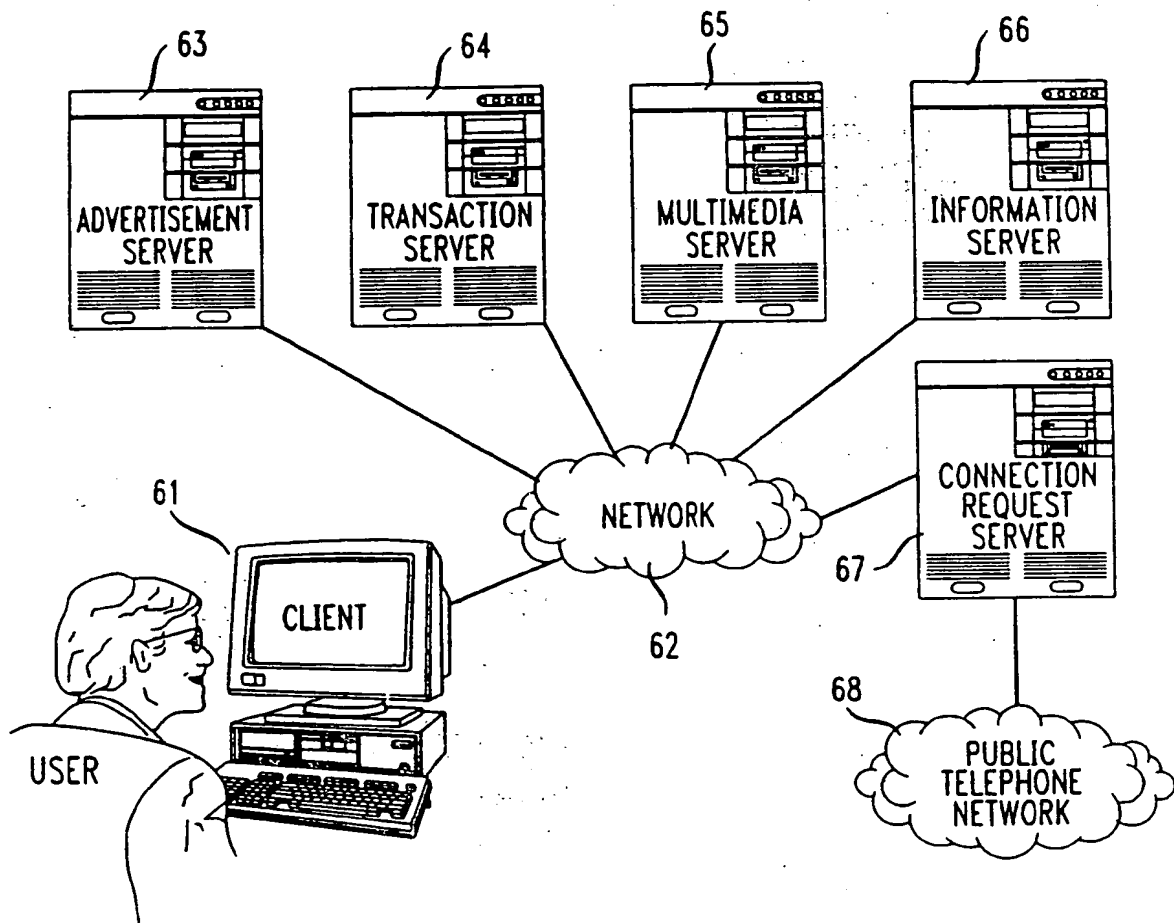 63
64
65
66
ADVERTISEMENT
SERVER
TRANSACTION
SERVER
MULTIMEDIA
SERVER
INFORMATION
SERVER
61
CLIENT
NETWORK
62
CONNECTION
REQUEST
SERVER
67
USER
68
PUBLIC
TELEPHONE
NETWORK